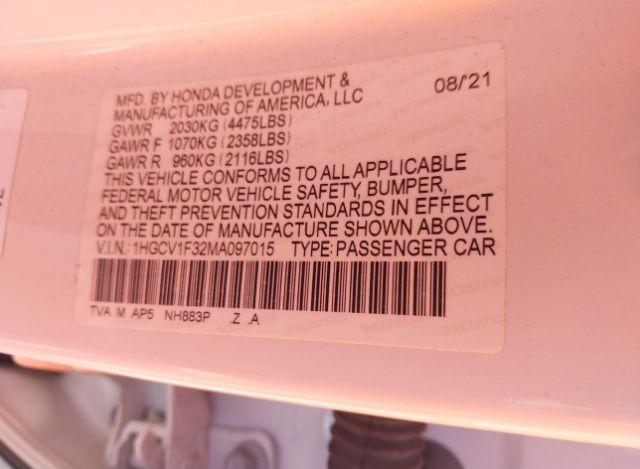 MFD. BY HONDA DEVELOPMENT & 08/'21
MANUFACTURING OF AMERICA, LLC
GVWR 2030KG (4475LBS)
GAWR F 1070KG (2358LBS)
GAWR R 960KG (2116LBS)
THIS VEHICLE CONFORMS TO ALL APPLICABLE
FEDERAL MOTOR VEHICLE SAFETY, BUMPER,
AND THEFT PREVENTION STANDARDS IN EFFECT
ON THE DATE OF MANUFACTURE SHOWN ABOVE.
V.I.N.: 1HGCV1F32MA097015 TYPE: PASSENGER CAR
TVA M AP5 NH883P .Z .A